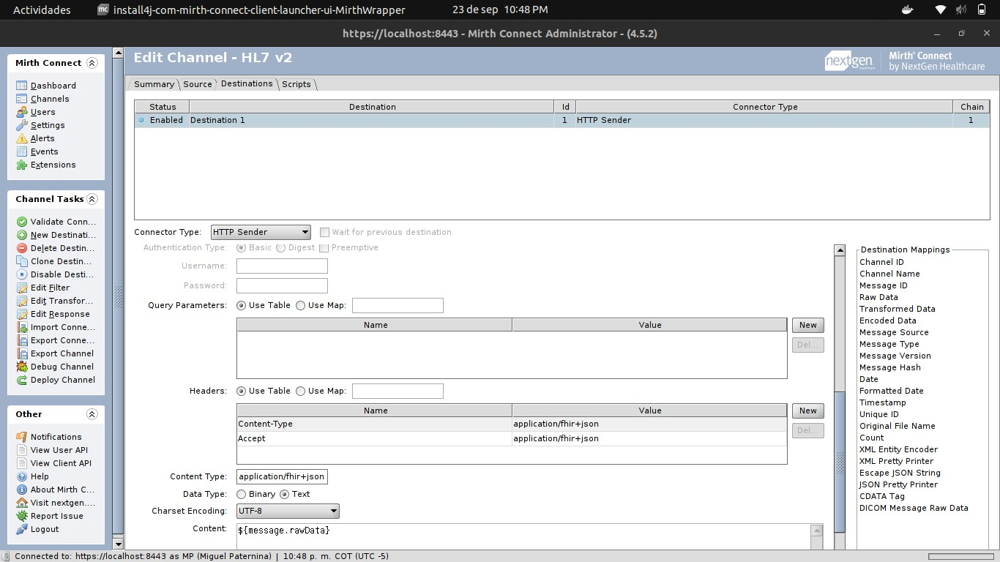 Actividades
install4j-com-mirth-connect-client-launcher-ui-MirthWrapper
23 de sep 10:48 PM
https://localhost:8443 - Mirth Connect Administrator - (4.5.2)
Mirth Connect
Dashboard
Channels
Users
Settings
Alerts
Events
Extensions
Channel Tasks
Validate Conn...
New Destinati...
Delete Destin...
Clone Destin...
Disable Desti...
Edit Filter
Edit Transfor...
Edit Response
Import Conne...
Export Conne...
Export Channel
Debug Channel
Deploy Channel
Other
Notifications
View User API
View Client API
Help
About Mirth C...
Visit nextgen....
Report Issue
Logout
Edit Channel - HL7 v2
nextgen
healthcare
Mirth® Connect
by NextGen Healthcare
Summary Source Destinations Scripts
Status Destination Id Connector Type Chain
Enabled Destination 1 1 HTTP Sender 1
Connector Type: HTTP Sender Wait for previous destination
Authentication Type: Basic Digest Preemptive
Username:
Password:
Query Parameters: Use Table Use Map:
Name Value New
Del...
Headers: Use Table Use Map:
Name Value New
Content-Type application/fhir+json
Del...
Accept application/fhir+json
Content Type: application/fhir+json
Data Type: Binary Text
Charset Encoding: UTF-8
Content: ${message.rawData}
Destination Mappings
Channel ID
Channel Name
Message ID
Raw Data
Transformed Data
Encoded Data
Message Source
Message Type
Message Version
Message Hash
Date
Formatted Date
Timestamp
Unique ID
Original File Name
Count
XML Entity Encoder
XML Pretty Printer
Escape JSON String
JSON Pretty Printer
CDATA Tag
DICOM Message Raw Data
Connected to: https://localhost:8443 as MP (Miguel Paternina) | 10:48 p. m. COT (UTC -5)